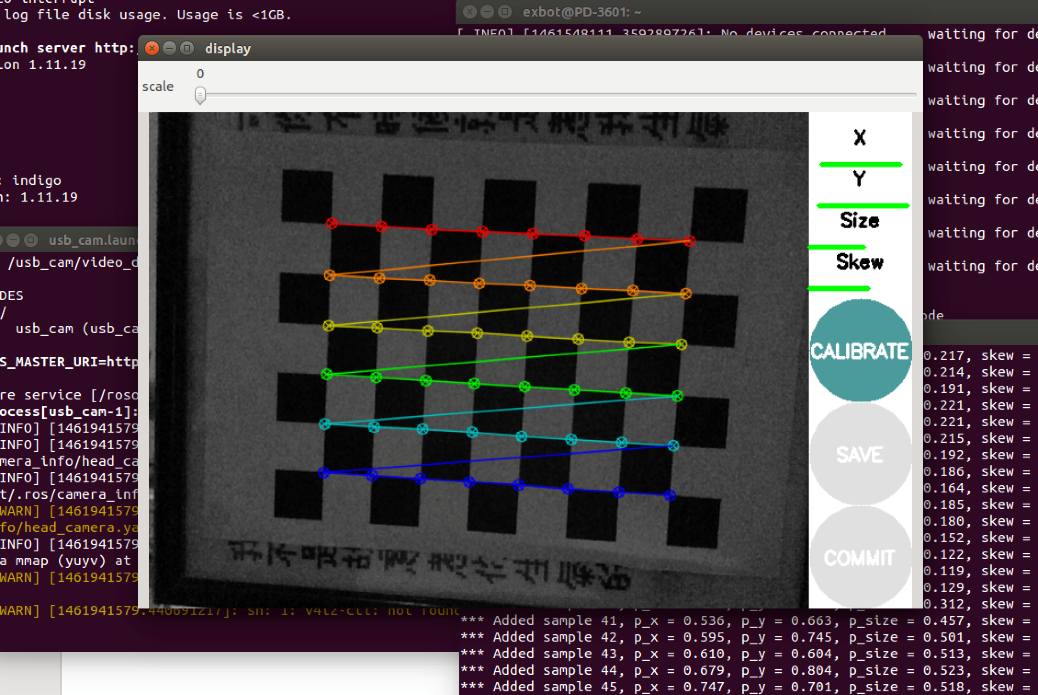 to interrupt
log file disk usage. Usage is <1GB.
unch server http:
ion 1.11.19
: indigo
n: 1.11.19
exbot@PD-3601: ~
[ INFO] [1461548111.359289726]: No devices connected
waiting for de
waiting for de
waiting for de
waiting for de
waiting for de
waiting for de
waiting for de
waiting for de
display
scale
0
X
Y
Size
Skew
CALIBRATE
SAVE
COMMIT
usb_cam.laun
/usb_cam/video_d
DES
/
usb_cam (usb_ca
S_MASTER_URI=http
re service [/roso
ocess[usb_cam-1]:
INFO] [1461941579
INFO] [1461941579
mera_info/head_ca
INFO] [1461941579
t/.ros/camera_inf
WARN] [1461941579
fo/head_camera.ya
INFO] [1461941579
a mmap (yuyv) at
WARN] [1461941579
WARN] [1461941579.440691217]: sh: 1: v4l2-ctl: not found
ode
0.217, skew =
0.214, skew =
0.191, skew =
0.221, skew =
0.221, skew =
0.215, skew =
0.192, skew =
0.186, skew =
0.164, skew =
0.185, skew =
0.180, skew =
0.152, skew =
0.122, skew =
0.119, skew =
0.129, skew =
0.312, skew =
*** Added sample 41, p_x = 0.536, p_y = 0.663, p_size = 0.457, skew =
*** Added sample 42, p_x = 0.595, p_y = 0.745, p_size = 0.501, skew =
*** Added sample 43, p_x = 0.610, p_y = 0.604, p_size = 0.513, skew =
*** Added sample 44, p_x = 0.679, p_y = 0.804, p_size = 0.523, skew =
*** Added sample 45, p_x = 0.747, p_y = 0.701, p_size = 0.518, skew =